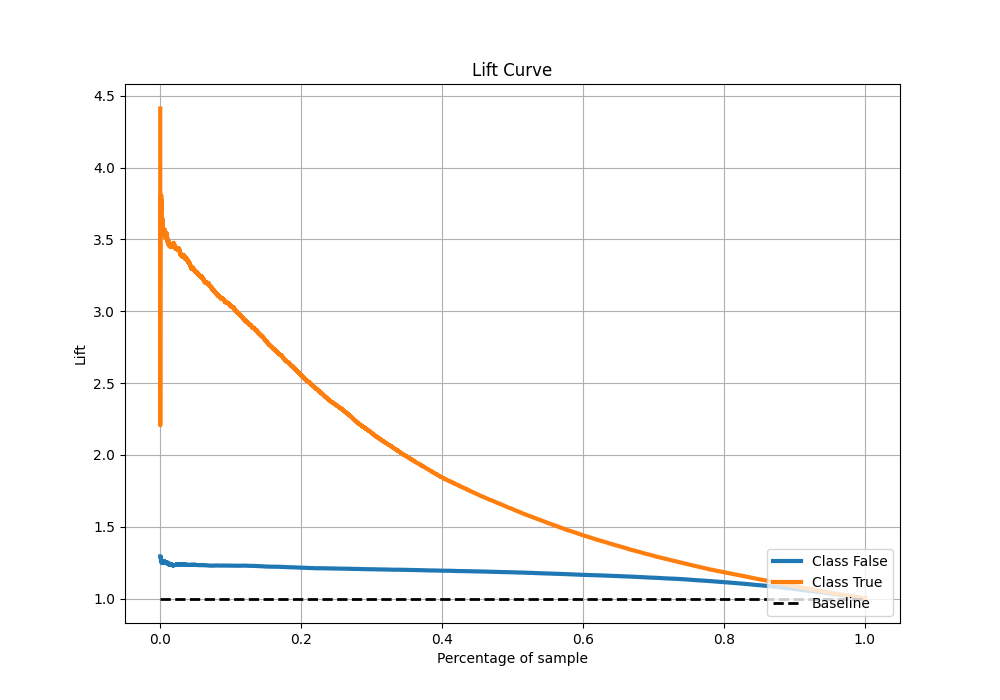 Lift Curve
4.5
4.0
3.5
3.0
2.5
2.0
1.5
1.0
Lift
0.0 0.2 0.4 0.6 0.8 1.0
Percentage of sample
Class False
Class True
Baseline